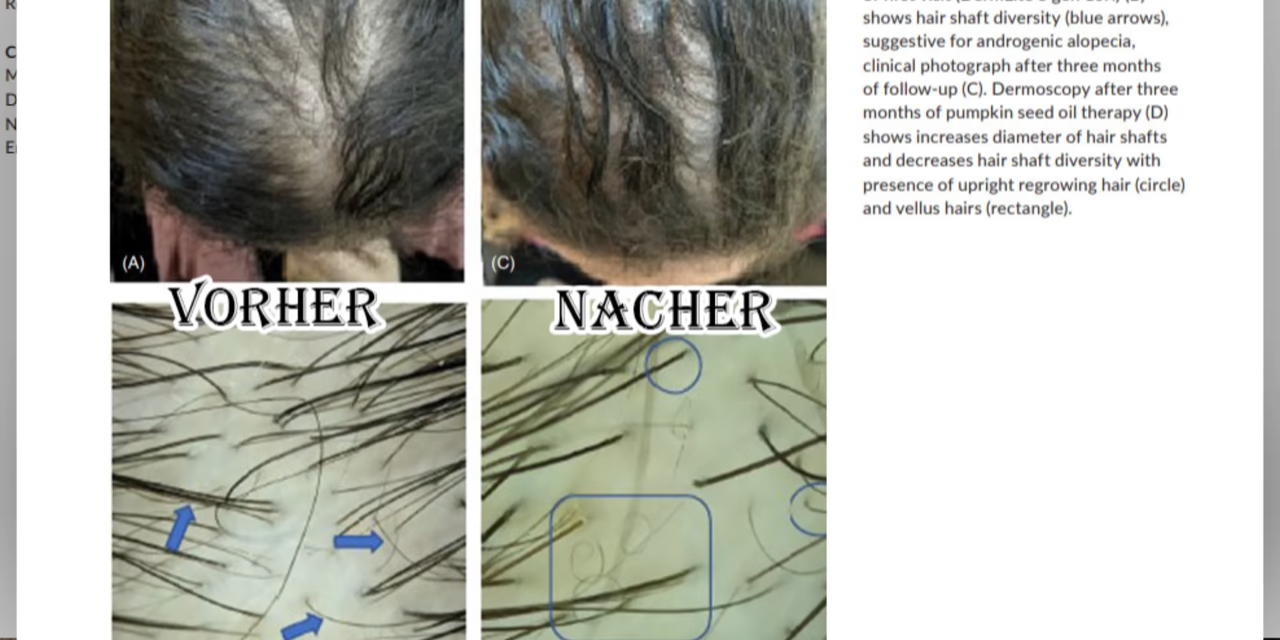 shows hair shaft diversity (blue arrows),
suggestive for androgenic alopecia,
clinical photograph after three months
of follow-up (C). Dermoscopy after three
months of pumpkin seed oil therapy (D)
shows increases diameter of hair shafts
and decreases hair shaft diversity with
presence of upright regrowing hair (circle)
and vellus hairs (rectangle).
(A)
(C)
VORHER
NACHER